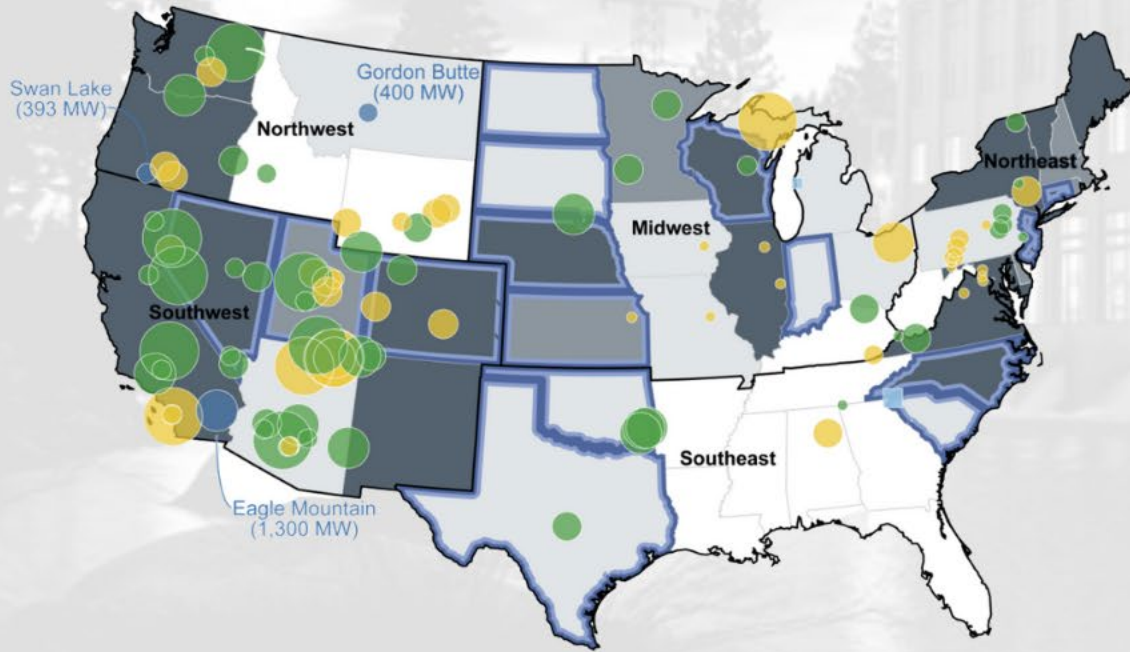 Swan Lake
(393 MW)
Gordon Butte
(400 MW)
Northwest
Northeast
Midwest
Southwest
Southeast
Eagle Mountain
(1,300 MW)